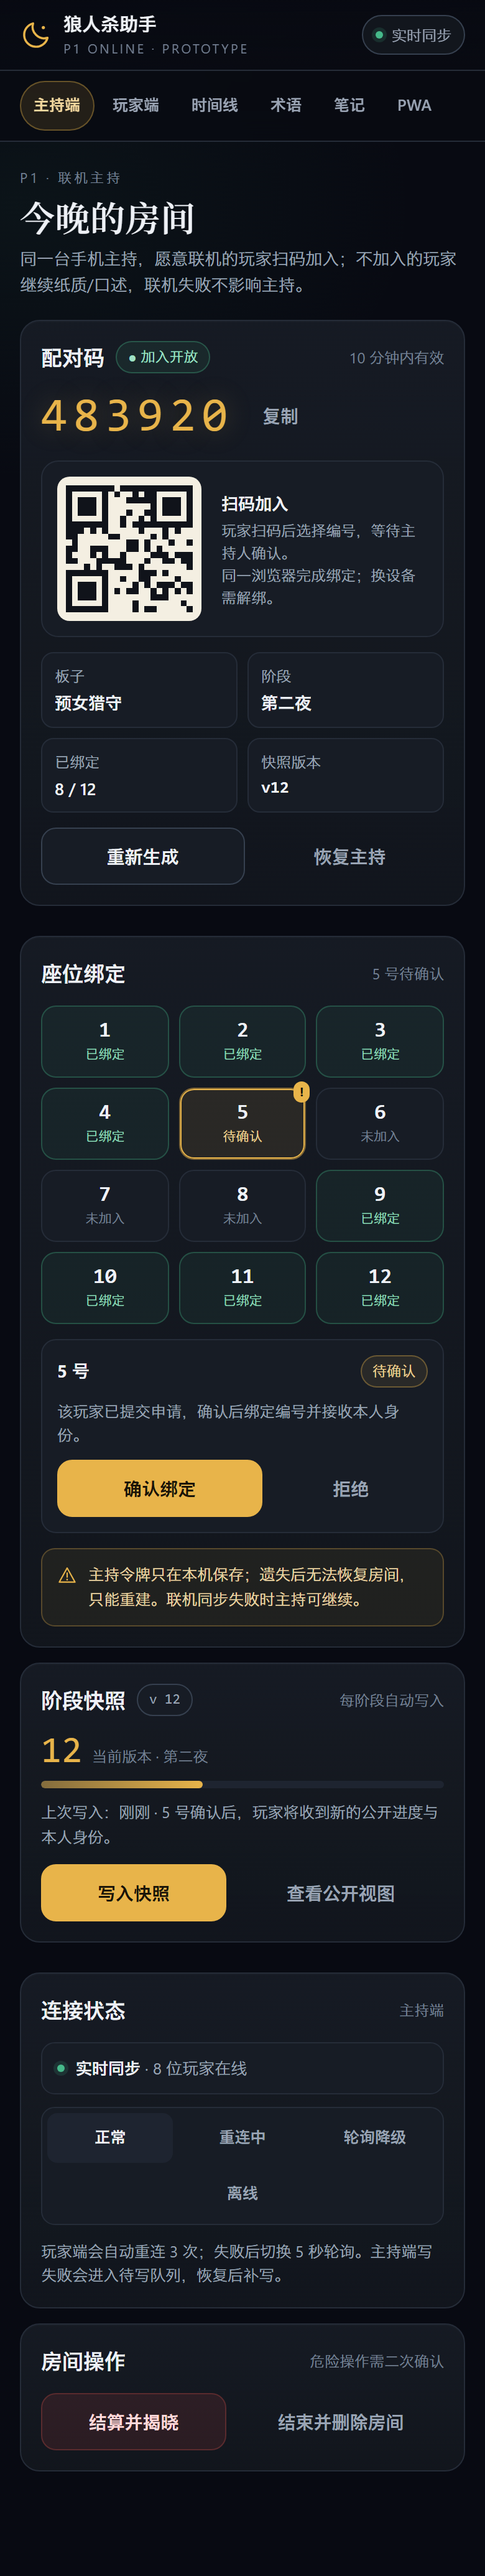 狼人杀助手
P1 ONLINE · PROTOTYPE
实时同步
主持端 玩家端 时间线 术语 笔记 PWA
P1 · 联机主持
今晚的房间
同一台手机主持，愿意联机的玩家扫码加入；不加入的玩家
继续纸质/口述，联机失败不影响主持。
配对码 加入开放 10 分钟内有效
483920 复制
扫码加入
玩家扫码后选择编号，等待主
持人确认。
同一浏览器完成绑定；换设备
需解绑。
板子
预女猎守
阶段
第二夜
已绑定
8 / 12
快照版本
v12
重新生成 恢复主持
座位绑定 5 号待确认
1 2 3
已绑定 已绑定 已绑定
4 5 ! 6
已绑定 待确认 未加入
7 8 9
未加入 未加入 已绑定
10 11 12
已绑定 已绑定 已绑定
5 号 待确认
该玩家已提交申请，确认后绑定编号并接收本人身
份。
确认绑定 拒绝
主持令牌只在本机保存；遗失后无法恢复房间，
只能重建。联机同步失败时主持可继续。
阶段快照 v 12 每阶段自动写入
12 当前版本 · 第二夜
上次写入：刚刚 · 5 号确认后，玩家将收到新的公开进度与
本人身份。
写入快照 查看公开视图
连接状态 主持端
实时同步 · 8 位玩家在线
正常 重连中 轮询降级
离线
玩家端会自动重连 3 次；失败后切换 5 秒轮询。主持端写
失败会进入待写队列，恢复后补写。
房间操作 危险操作需二次确认
结算并揭晓 结束并删除房间